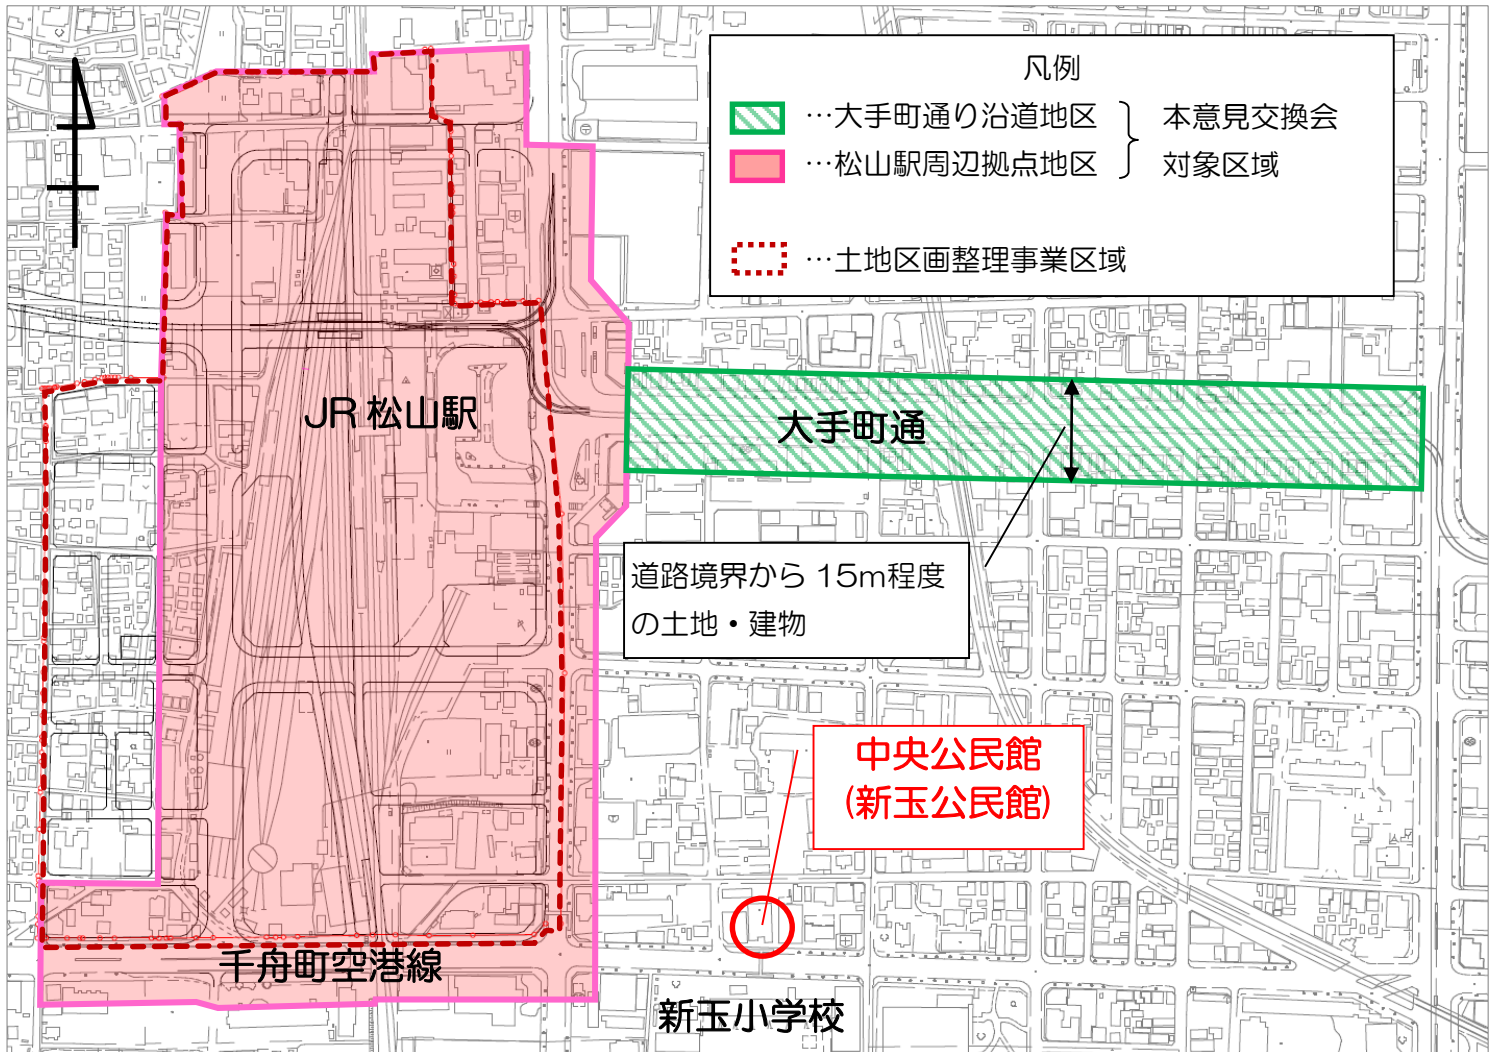 凡例
…大手町通り沿道地区
本意見交換会
…松山駅周辺拠点地区
対象区域
…土地区画整理事業区域
JR 松山駅
大手町通
道路境界から 15m程度
の土地・建物
中央公民館
(新玉公民館)
千舟町空港線
新玉小学校